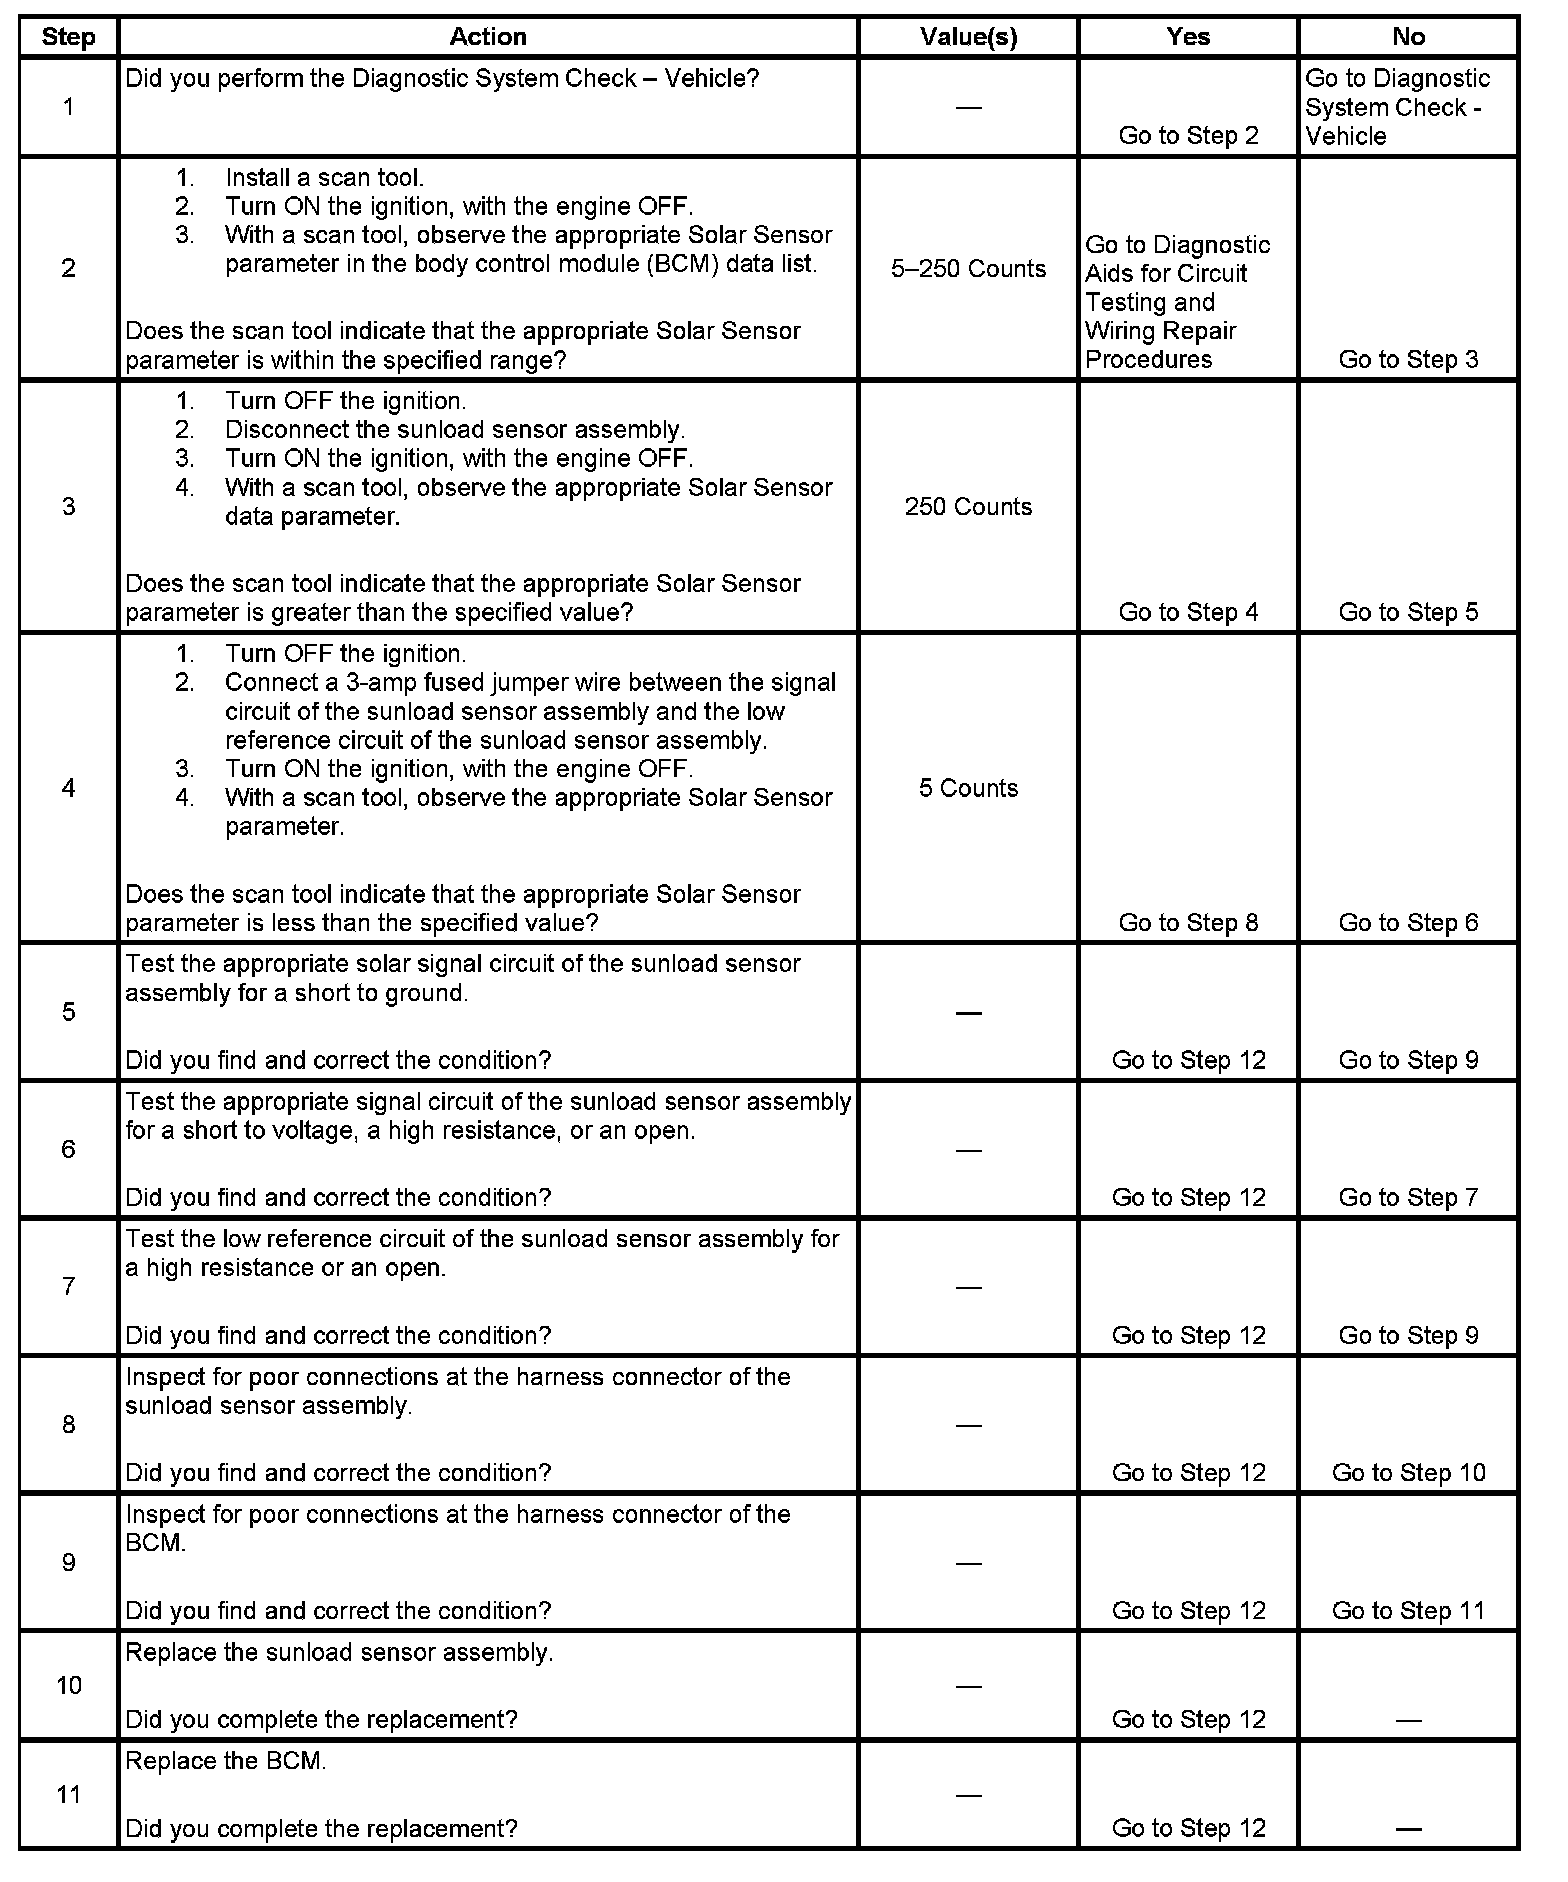 Step Action Value(s) Yes No
1
Did you perform the Diagnostic System Check – Vehicle?
—
Go to Step 2
Go to Diagnostic
System Check -
Vehicle
2
1. Install a scan tool.
2. Turn ON the ignition, with the engine OFF.
3. With a scan tool, observe the appropriate Solar Sensor
parameter in the body control module (BCM) data list.
Does the scan tool indicate that the appropriate Solar Sensor
parameter is within the specified range?
5–250 Counts
Go to Diagnostic
Aids for Circuit
Testing and
Wiring Repair
Procedures
Go to Step 3
3
1. Turn OFF the ignition.
2. Disconnect the sunload sensor assembly.
3. Turn ON the ignition, with the engine OFF.
4. With a scan tool, observe the appropriate Solar Sensor
data parameter.
Does the scan tool indicate that the appropriate Solar Sensor
parameter is greater than the specified value?
250 Counts
Go to Step 4
Go to Step 5
4
1. Turn OFF the ignition.
2. Connect a 3-amp fused jumper wire between the signal
circuit of the sunload sensor assembly and the low
reference circuit of the sunload sensor assembly.
3. Turn ON the ignition, with the engine OFF.
4. With a scan tool, observe the appropriate Solar Sensor
parameter.
Does the scan tool indicate that the appropriate Solar Sensor
parameter is less than the specified value?
5 Counts
Go to Step 8
Go to Step 6
5
Test the appropriate solar signal circuit of the sunload sensor
assembly for a short to ground.
Did you find and correct the condition?
—
Go to Step 12
Go to Step 9
6
Test the appropriate signal circuit of the sunload sensor assembly
for a short to voltage, a high resistance, or an open.
Did you find and correct the condition?
—
Go to Step 12
Go to Step 7
7
Test the low reference circuit of the sunload sensor assembly for
a high resistance or an open.
Did you find and correct the condition?
—
Go to Step 12
Go to Step 9
8
Inspect for poor connections at the harness connector of the
sunload sensor assembly.
Did you find and correct the condition?
—
Go to Step 12
Go to Step 10
9
Inspect for poor connections at the harness connector of the
BCM.
Did you find and correct the condition?
—
Go to Step 12
Go to Step 11
10
Replace the sunload sensor assembly.
Did you complete the replacement?
—
Go to Step 12
—
11
Replace the BCM.
Did you complete the replacement?
—
Go to Step 12
—